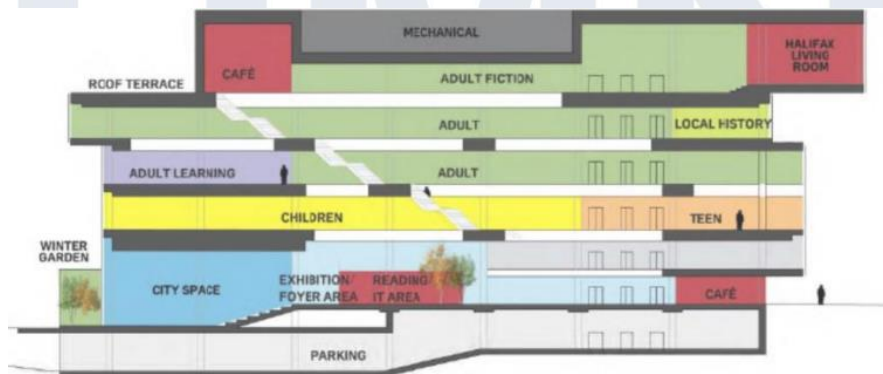 MECHANICAL
HALIFAX
LIVING
ROOM
CAFÉ
ADULT FICTION
ROOF TERRACE
ADULT
LOCAL HISTORY
ADULT LEARNING
ADULT
CHILDREN
TEEN
WINTER
GARDEN
CITY SPACE
EXHIBITION/
FOYER AREA
READING/
IT AREA
CAFÉ
PARKING